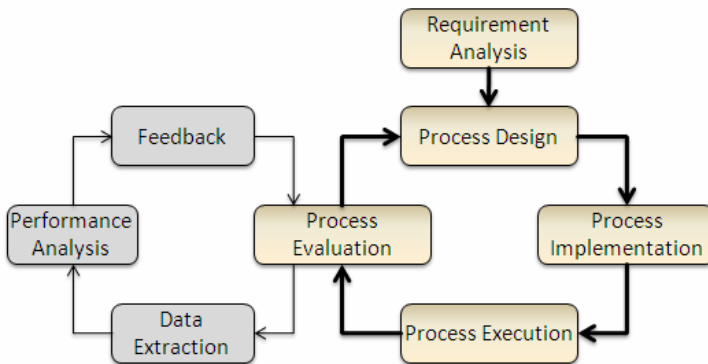 Requirement
Analysis
Feedback
Process Design
Performance
Analysis
Process
Evaluation
Process
Implementation
Data
Extraction
Process Execution